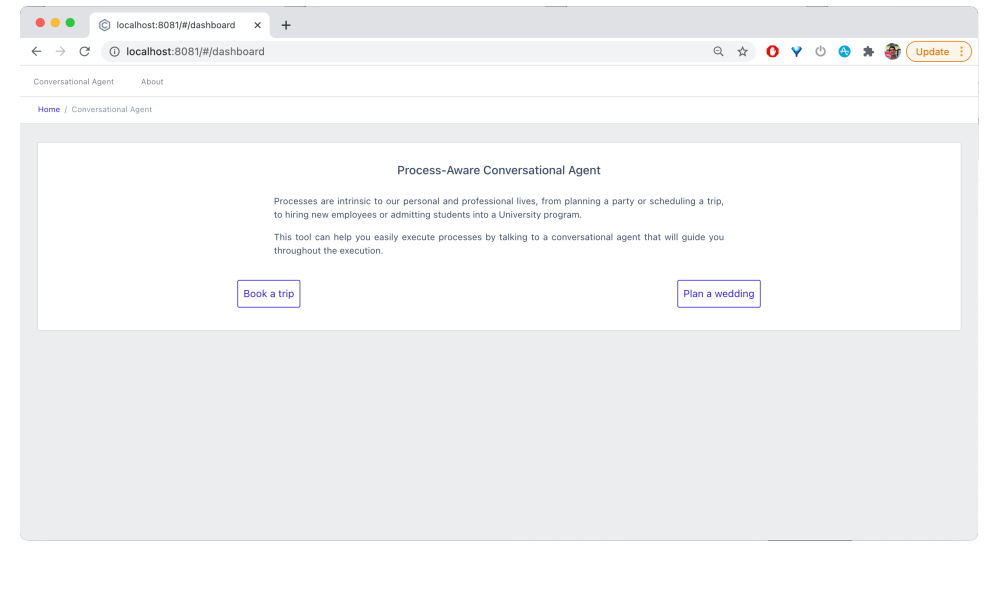 localhost:8081/#/dashboard
localhost:8081/#/dashboard
Update
Conversational Agent About
Home / Conversational Agent
Process-Aware Conversational Agent
Processes are intrinsic to our personal and professional lives, from planning a party or scheduling a trip,
to hiring new employees or admitting students into a University program.
This tool can help you easily execute processes by talking to a conversational agent that will guide you
throughout the execution.
Book a trip
Plan a wedding